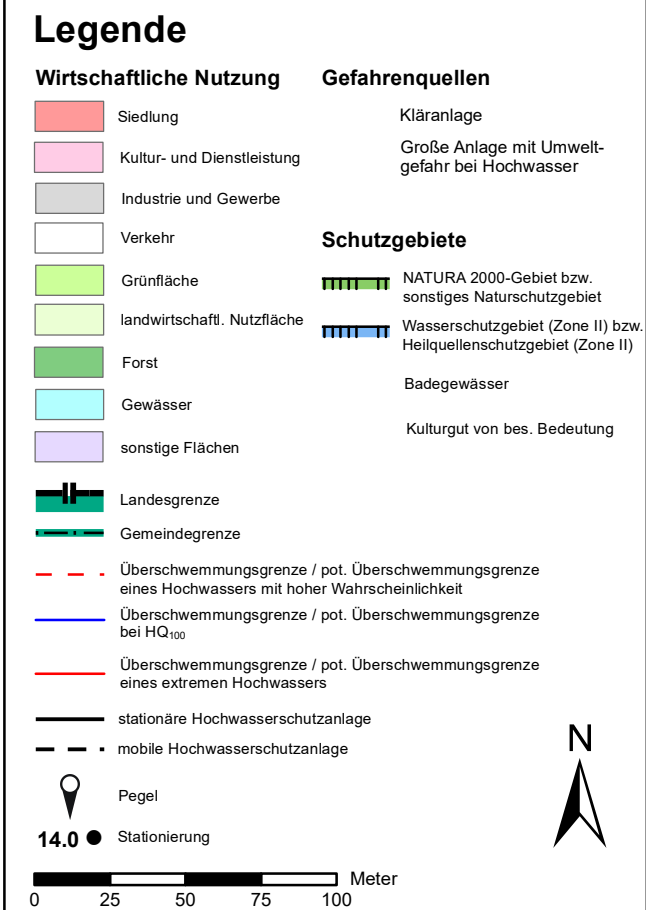 Legende
Wirtschaftliche Nutzung
Siedlung
Kultur- und Dienstleistung
Industrie und Gewerbe
Verkehr
Grünfläche
landwirtschaftl. Nutzfläche
Forst
Gewässer
sonstige Flächen
Gefahrenquellen
Kläranlage
Große Anlage mit Umwelt-
gefahr bei Hochwasser
Schutzgebiete
NATURA 2000-Gebiet bzw.
sonstiges Naturschutzgebiet
Wasserschutzgebiet (Zone II) bzw.
Heilquellenschutzgebiet (Zone II)
Badegewässer
Kulturgut von bes. Bedeutung
Landesgrenze
Gemeindegrenze
Überschwemmungsgrenze / pot. Überschwemmungsgrenze
eines Hochwassers mit hoher Wahrscheinlichkeit
Überschwemmungsgrenze / pot. Überschwemmungsgrenze
bei HQ₁₀₀
Überschwemmungsgrenze / pot. Überschwemmungsgrenze
eines extremen Hochwassers
stationäre Hochwasserschutzanlage
mobile Hochwasserschutzanlage
Pegel
14.0 Stationierung
N
Meter
0 25 50 75 100